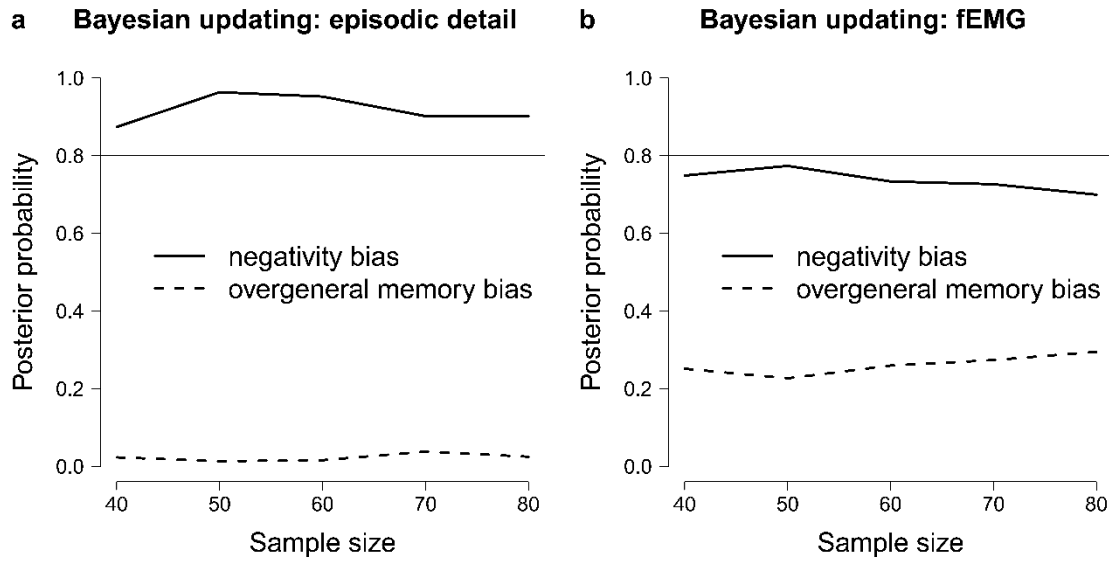 a Bayesian updating: episodic detail
Posterior probability
1.0
0.8
0.6
0.4
0.2
0.0
negativity bias
overgeneral memory bias
40 50 60 70 80
Sample size
b Bayesian updating: fEMG
Posterior probability
1.0
0.8
0.6
0.4
0.2
0.0
negativity bias
overgeneral memory bias
40 50 60 70 80
Sample size